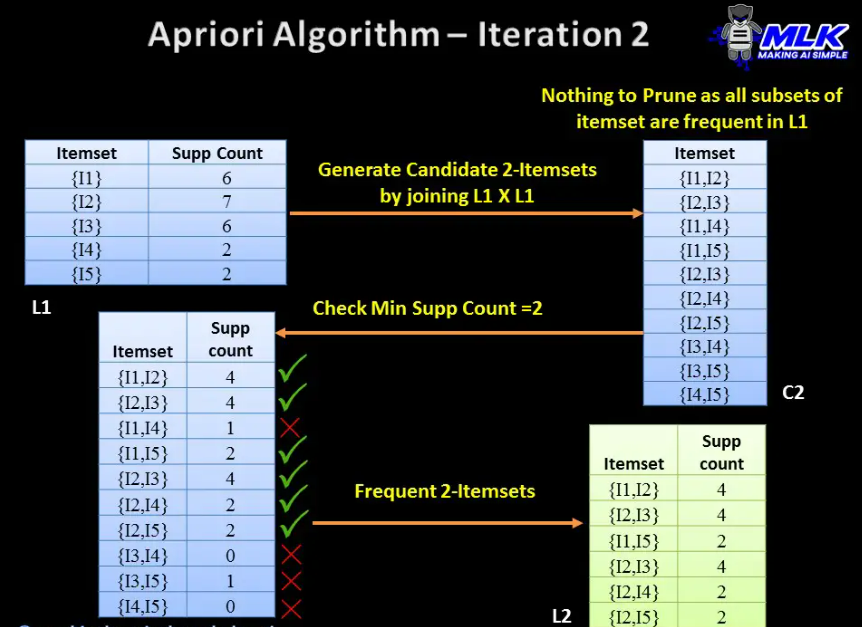 Apriori Algorithm – Iteration 2
MLK
MAKING AI SIMPLE
Nothing to Prune as all subsets of
itemset are frequent in L1
Itemset Supp Count
{I1} 6
{I2} 7
{I3} 6
{I4} 2
{I5} 2
L1
Generate Candidate 2-Itemsets
by joining L1 X L1
Itemset
{I1,I2}
{I2,I3}
{I1,I4}
{I1,I5}
{I2,I3}
{I2,I4}
{I2,I5}
{I3,I4}
{I3,I5}
{I4,I5}
C2
Check Min Supp Count =2
Supp
Itemset count
{I1,I2} 4
{I2,I3} 4
{I1,I4} 1
{I1,I5} 2
{I2,I3} 4
{I2,I4} 2
{I2,I5} 2
{I3,I4} 0
{I3,I5} 1
{I4,I5} 0
Frequent 2-Itemsets
Supp
Itemset count
{I1,I2} 4
{I2,I3} 4
{I1,I5} 2
{I2,I3} 4
{I2,I4} 2
{I2,I5} 2
L2